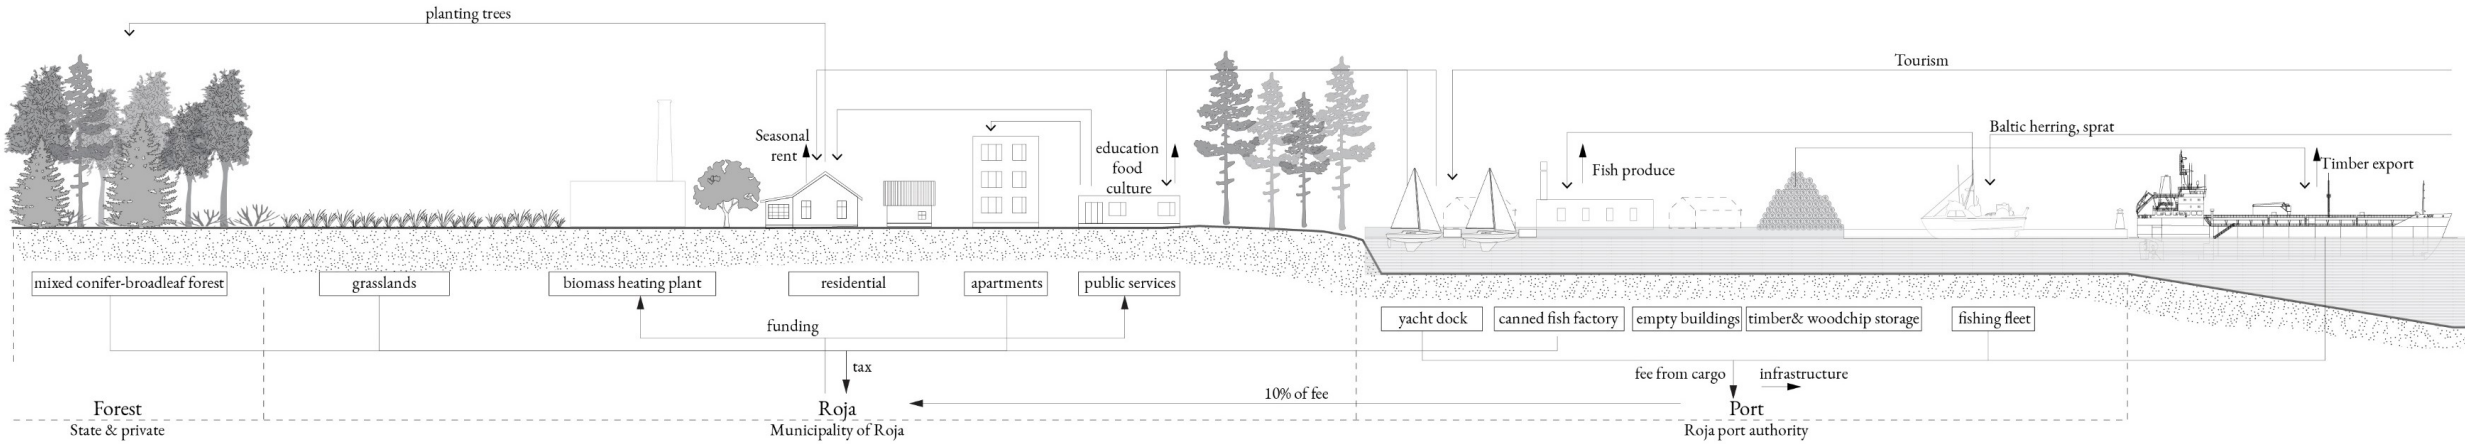 planting trees
Tourism
Baltic herring, sprat
Seasonal
rent
education
food
culture
Fish produce
Timber export
mixed conifer-broadleaf forest
grasslands
biomass heating plant
residential
apartments
public services
yacht dock
canned fish factory
empty buildings
timber& woodchip storage
fishing fleet
funding
tax
fee from cargo
infrastructure
10% of fee
Forest
Roja
Port
State & private
Municipality of Roja
Roja port authority